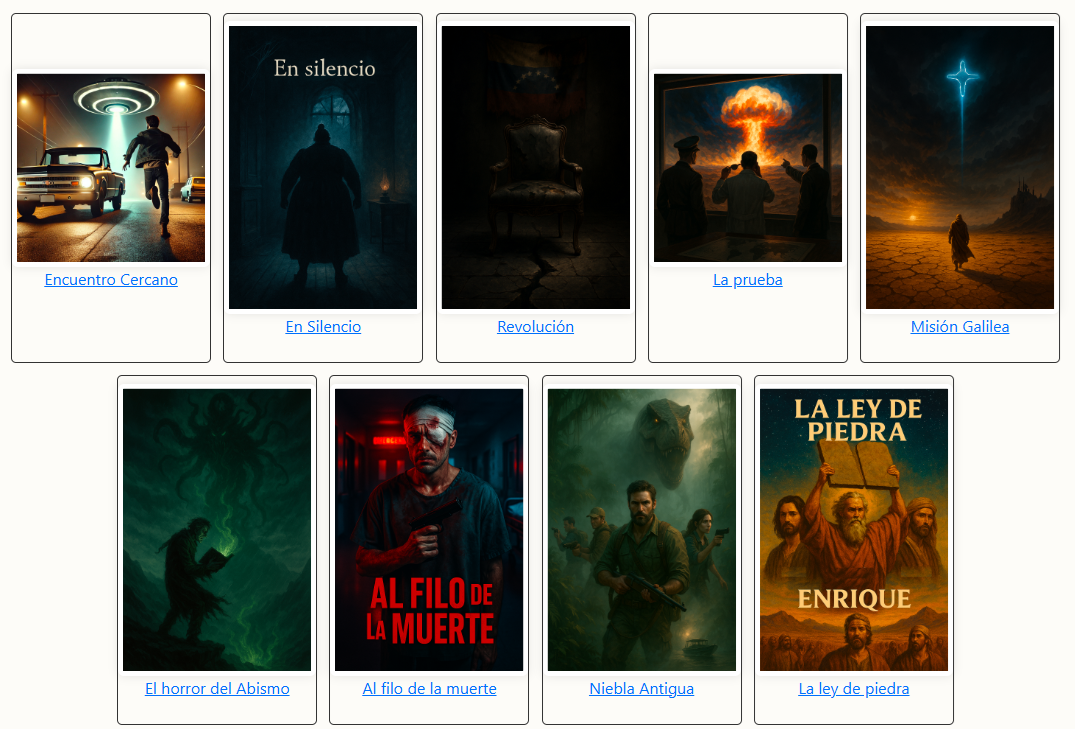 En silencio
Encuentro Cercano
En Silencio
Revolución
La prueba
Misión Galilea
LA LEY DE
PIEDRA
AL FILO DE
LA MUERTE
ENRIQUE
El horror del Abismo
Al filo de la muerte
Niebla Antigua
La ley de piedra